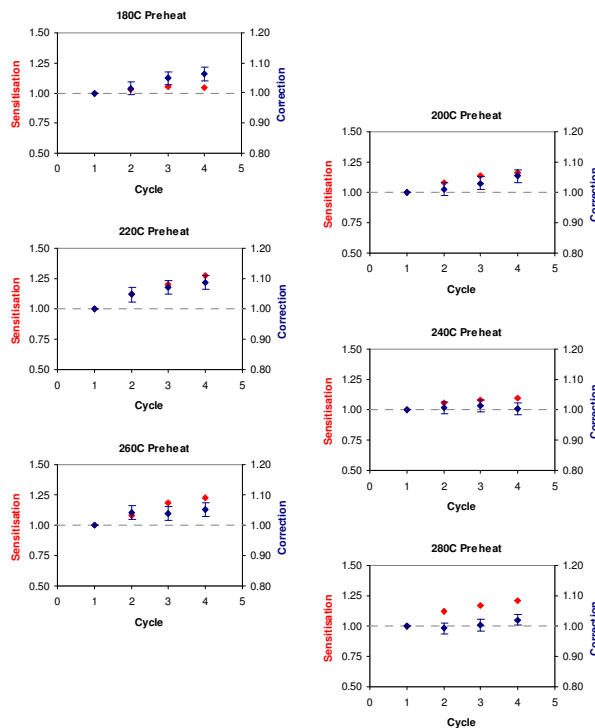 180C Preheat
1.50 1.20
1.25 1.10
1.00 1.00
0.75 0.90
0.50 0.80
0 1 2 3 4 5
Sensitisation
Correction
Cycle
200C Preheat
1.50 1.20
1.25 1.10
1.00 1.00
0.75 0.90
0.50 0.80
0 1 2 3 4 5
Sensitisation
Correction
Cycle
220C Preheat
1.50 1.20
1.25 1.10
1.00 1.00
0.75 0.90
0.50 0.80
0 1 2 3 4 5
Sensitisation
Correction
Cycle
240C Preheat
1.50 1.20
1.25 1.10
1.00 1.00
0.75 0.90
0.50 0.80
0 1 2 3 4 5
Sensitisation
Correction
Cycle
260C Preheat
1.50 1.20
1.25 1.10
1.00 1.00
0.75 0.90
0.50 0.80
0 1 2 3 4 5
Sensitisation
Correction
Cycle
280C Preheat
1.50 1.20
1.25 1.10
1.00 1.00
0.75 0.90
0.50 0.80
0 1 2 3 4 5
Sensitisation
Correction
Cycle